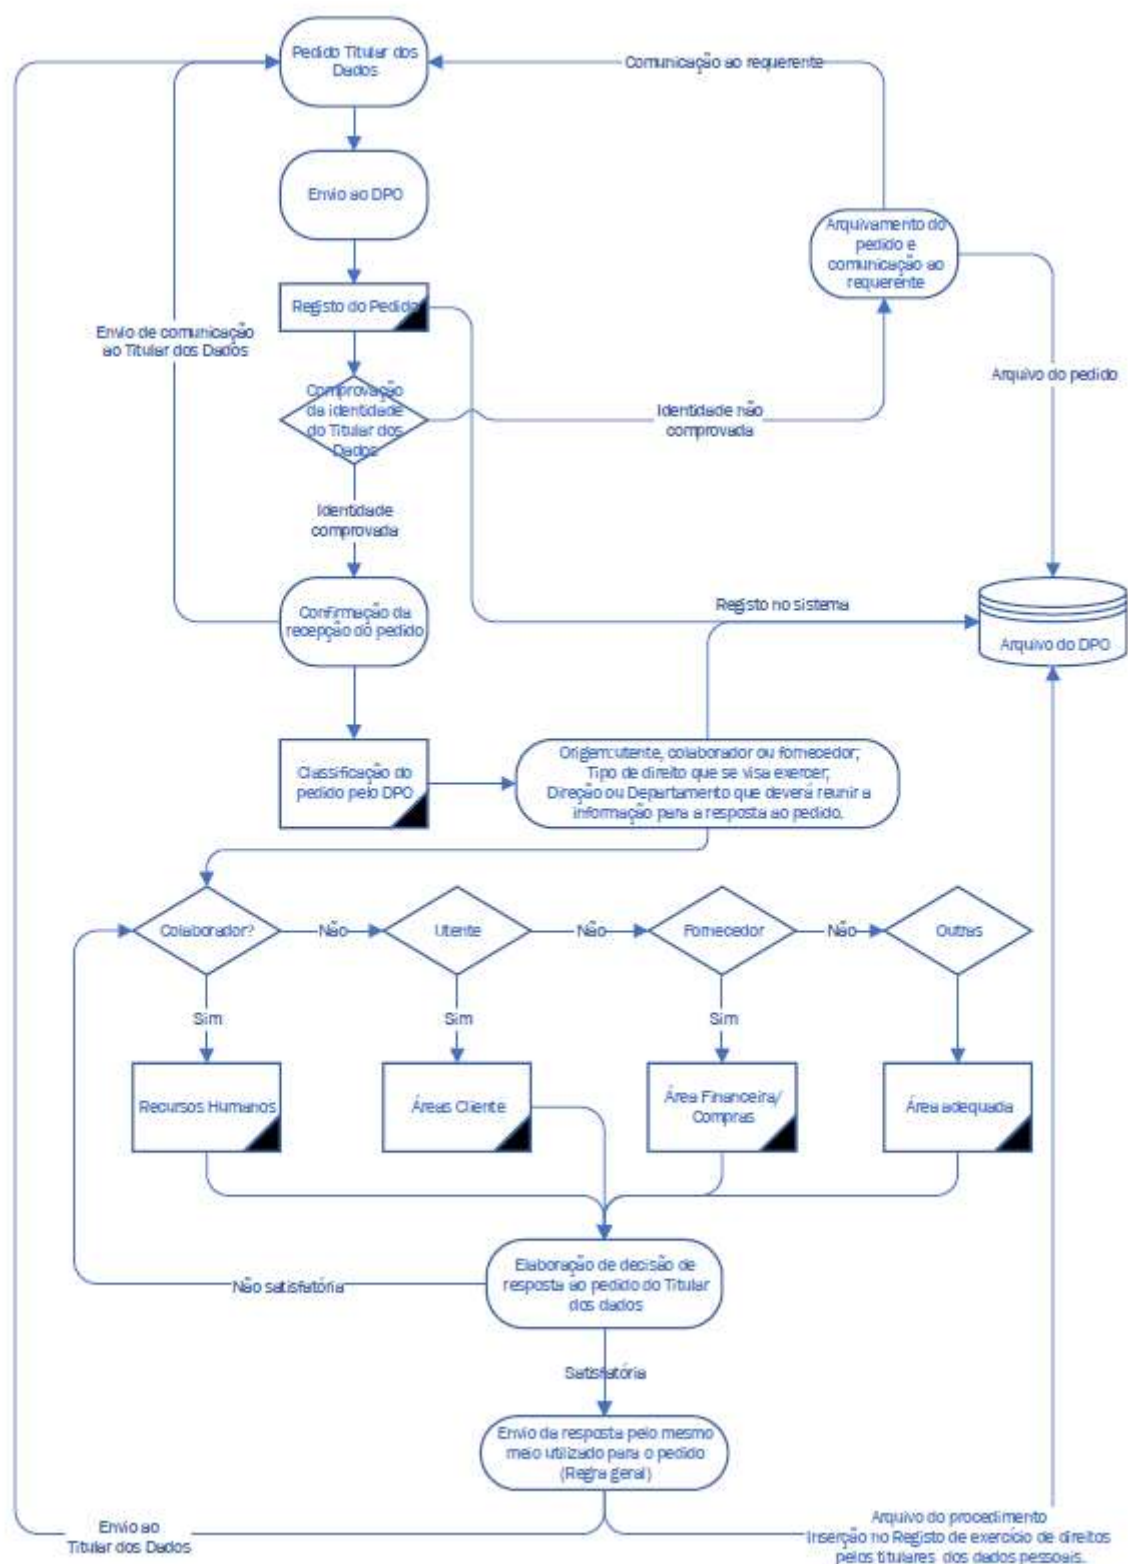 Pedido Titular dos
Dados
Comunicação ao requerente
Envio ao DPO
Arquivamento do
pedido e
comunicação ao
requerente
Registo do Pedido
Envio de comunicação
ao Titular dos Dados
Arquivo do pedido
Comprovação
da identidade
do Titular dos
Dados
Identidade não
comprovada
Identidade
comprovada
Confirmação da
recepção do pedido
Registo no sistema
Arquivo do DPO
Classificação do
pedido pelo DPO
Origem:utente, colaborador ou fornecedor;
Tipo de direito que se visa exercer;
Direção ou Departamento que deverá reunir a
informação para a resposta ao pedido.
Colaborador?
Não
Utente
Não
Fornecedor
Não
Outras
Sim
Sim
Sim
Recursos Humanos
Áreas Cliente
Área Financeira/
Compras
Área adequada
Elaboração de decisão de
resposta ao pedido do Titular
dos dados
Não satisfatória
Satisfatória
Envio da resposta pelo mesmo
meio utilizado para o pedido
(Regra geral)
Envio ao
Titular dos Dados
Arquivo do procedimento
Inserção no Registo de exercício de direitos
pelos titulares dos dados pessoais.